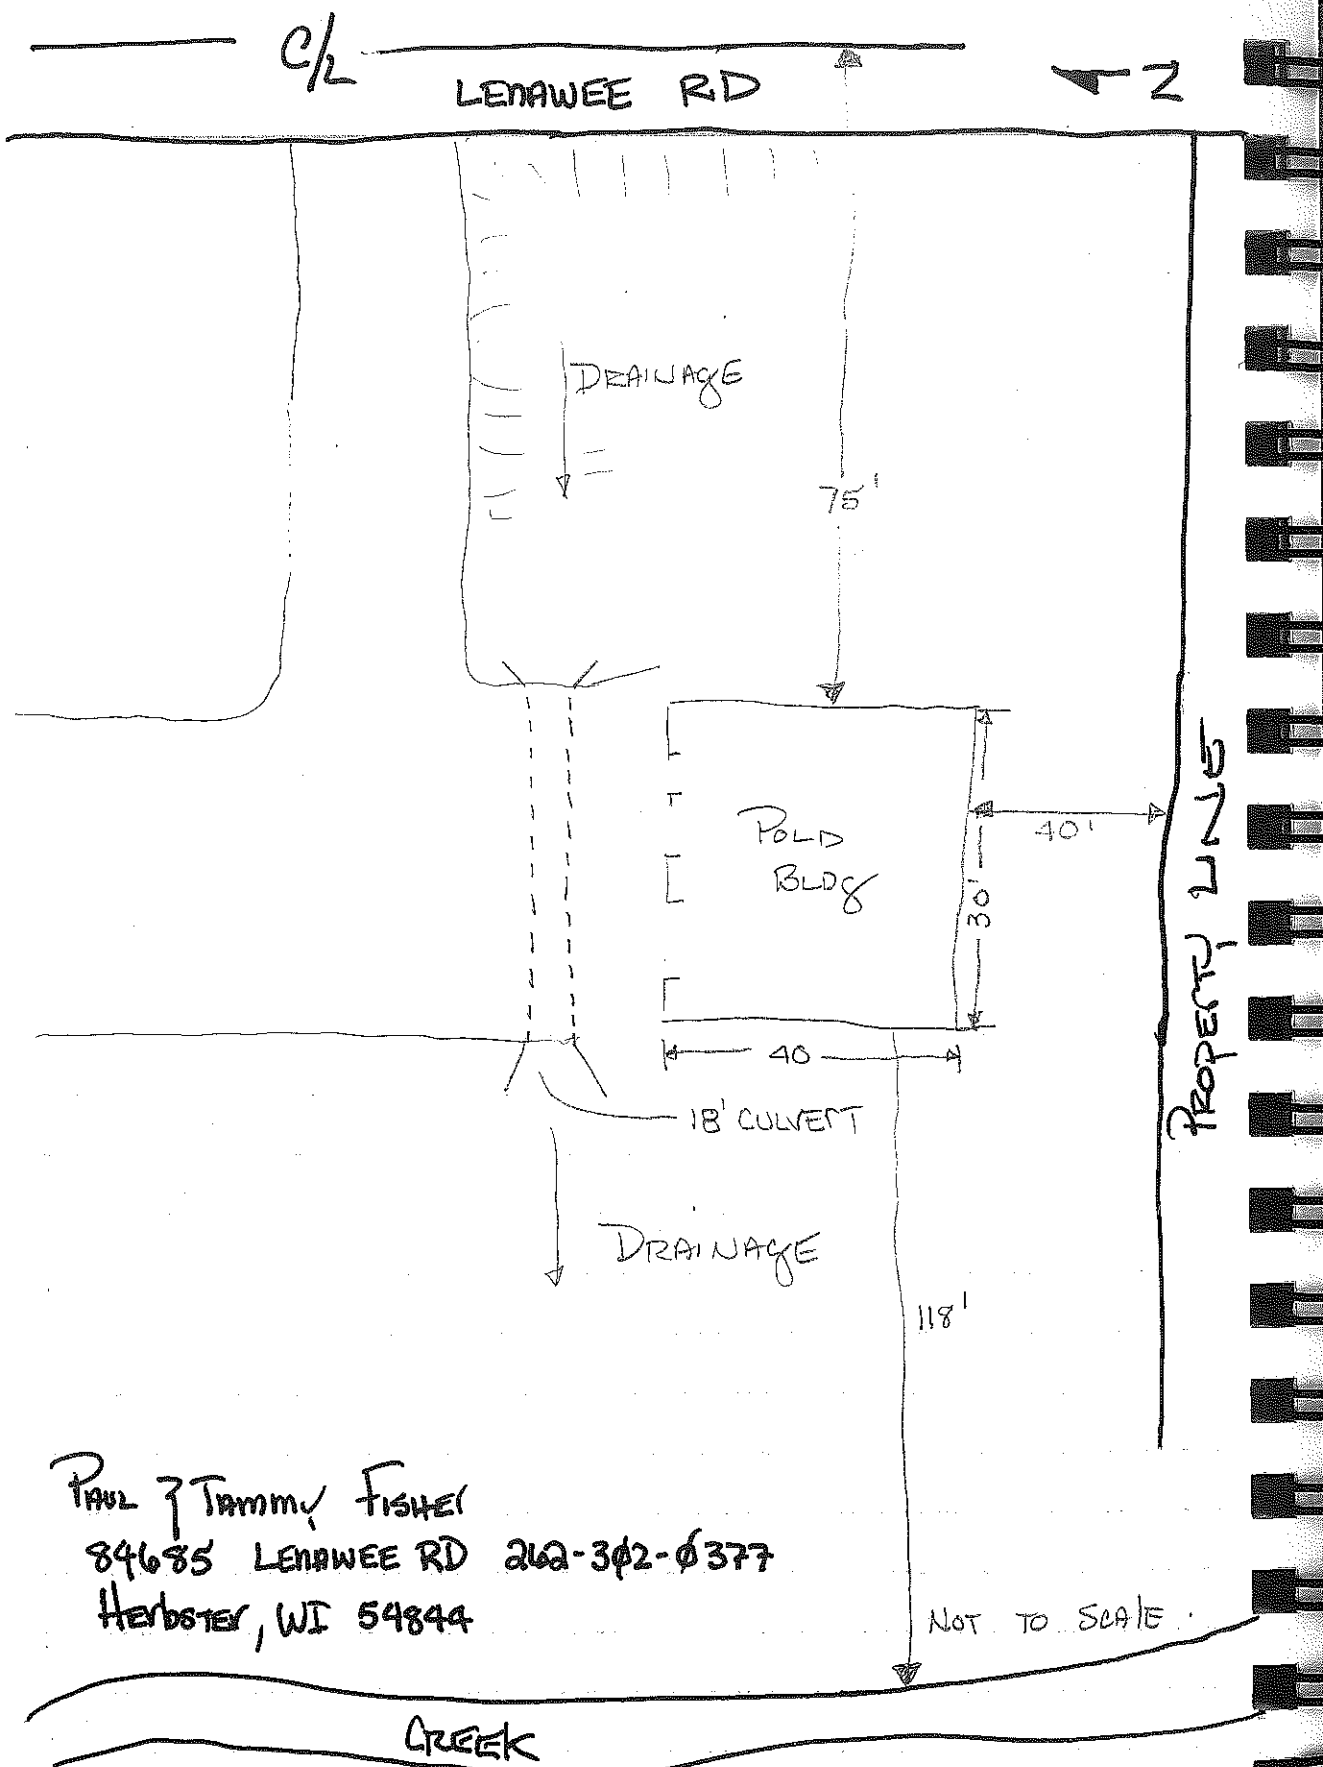 C/L
LENAWEE RD
N
DRAINAGE
75'
POLD
BLDG
40'
30'
PROPERTY LINE
40
18' CULVERT
DRAINAGE
118'
PAUL & TAMMY FISHER
84685 LENAWEE RD 262-302-0377
HERBSTER, WI 54844
NOT TO SCALE.
CREEK